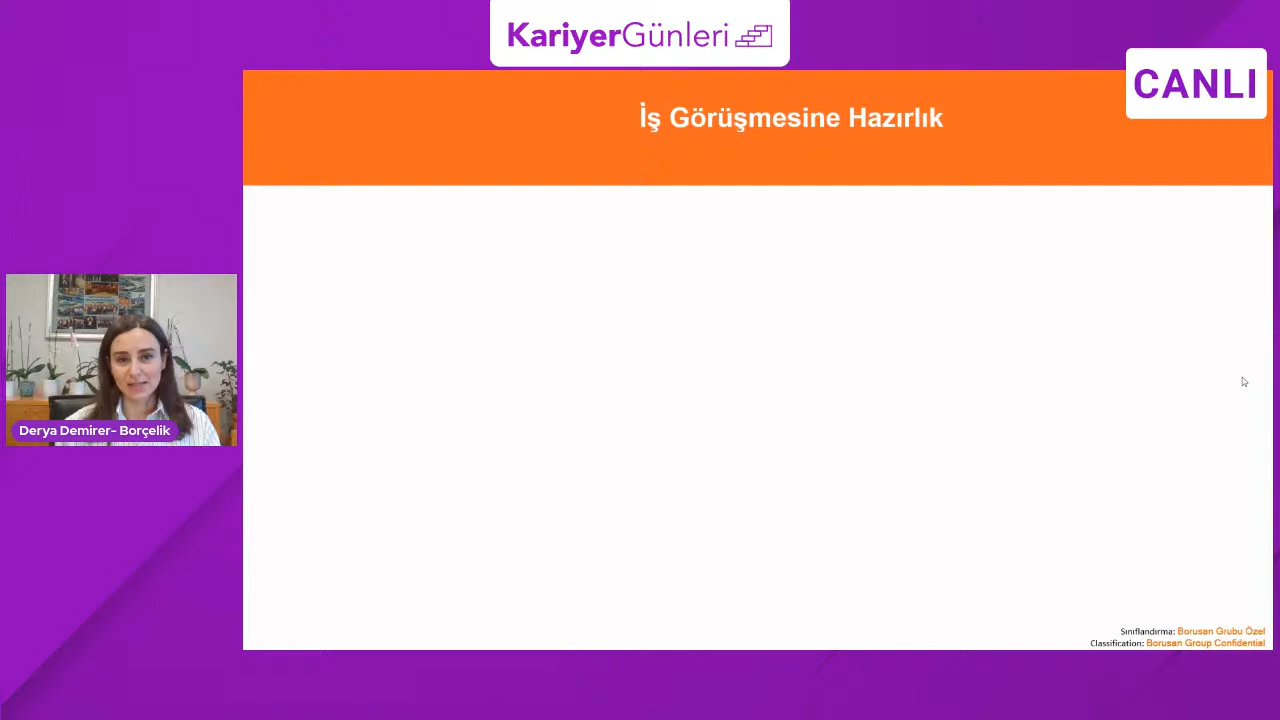 KariyerGünleri
CANLI
İş Görüşmesine Hazırlık
Derya Demirer- Borçelik
Sınıflandırma: Borusan Grubu Özel
Classification: Borusan Group Confidential